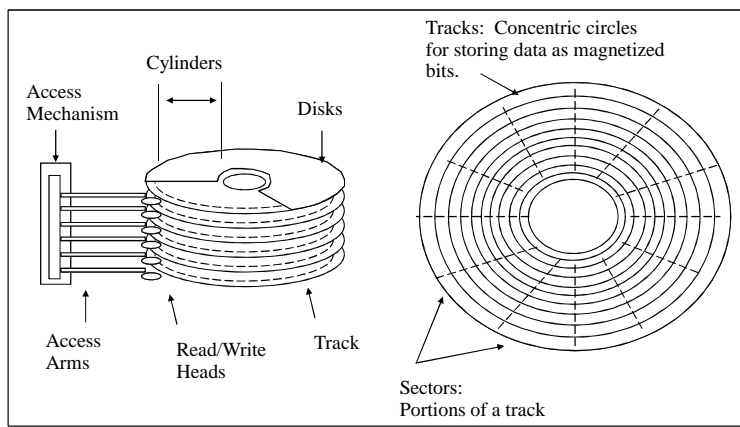 Cylinders
Access
Mechanism
Disks
Access
Arms
Read/Write
Heads
Track
Tracks:  Concentric circles
for storing data as magnetized
bits.
Sectors:
Portions of a track